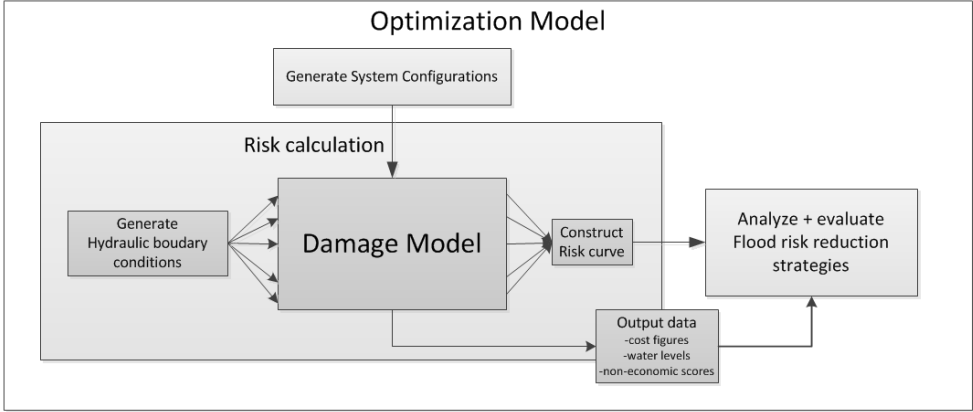 Optimization Model
Generate System Configurations
Risk calculation
Generate
Hydraulic boudary
conditions
Damage Model
Construct
Risk curve
Analyze + evaluate
Flood risk reduction
strategies
Output data
-cost figures
-water levels
-non-economic scores